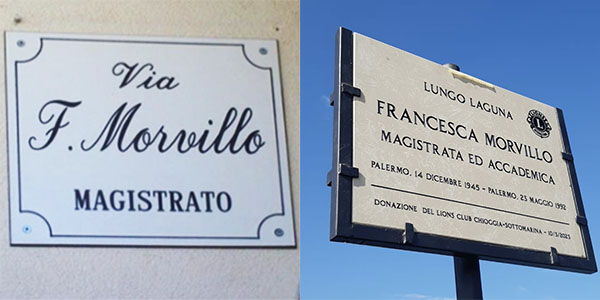 Via
F. Morvillo
MAGISTRATO
LUNGO LAGUNA
FRANCESCA MORVILLO
MAGISTRATA ED ACCADEMICA
PALERMO, 14 DICEMBRE 1945 - PALERMO, 23 MAGGIO 1992
DONAZIONE DEL LIONS CLUB CHIOGGIA-SOTTOMARINA - 10/3/2023